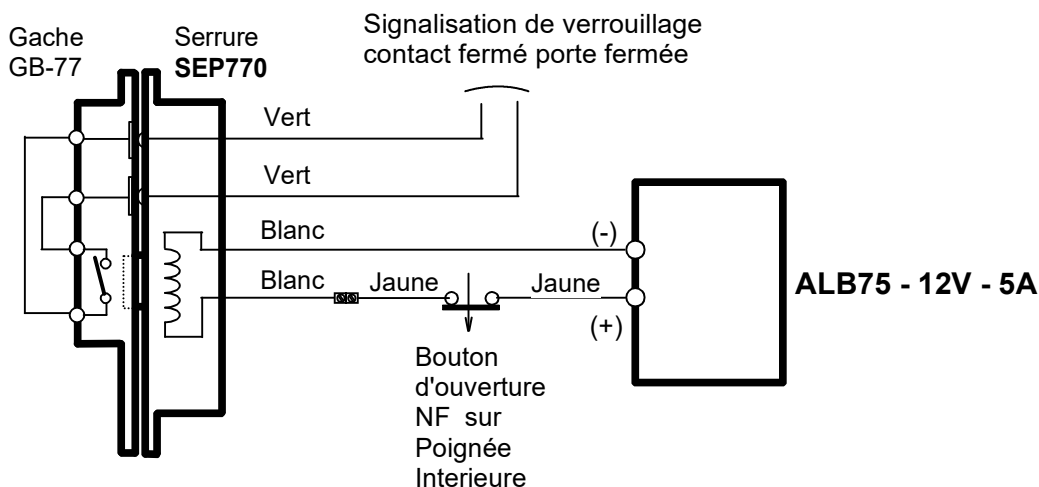 Signalisation de verrouillage
contact fermé porte fermée
Gache
GB-77
Serrure
SEP770
Vert
Vert
Blanc
(-)
Blanc
Jaune
Jaune
ALB75 - 12V - 5A
(+)
Bouton
d'ouverture
NF sur
Poignée
Interieure